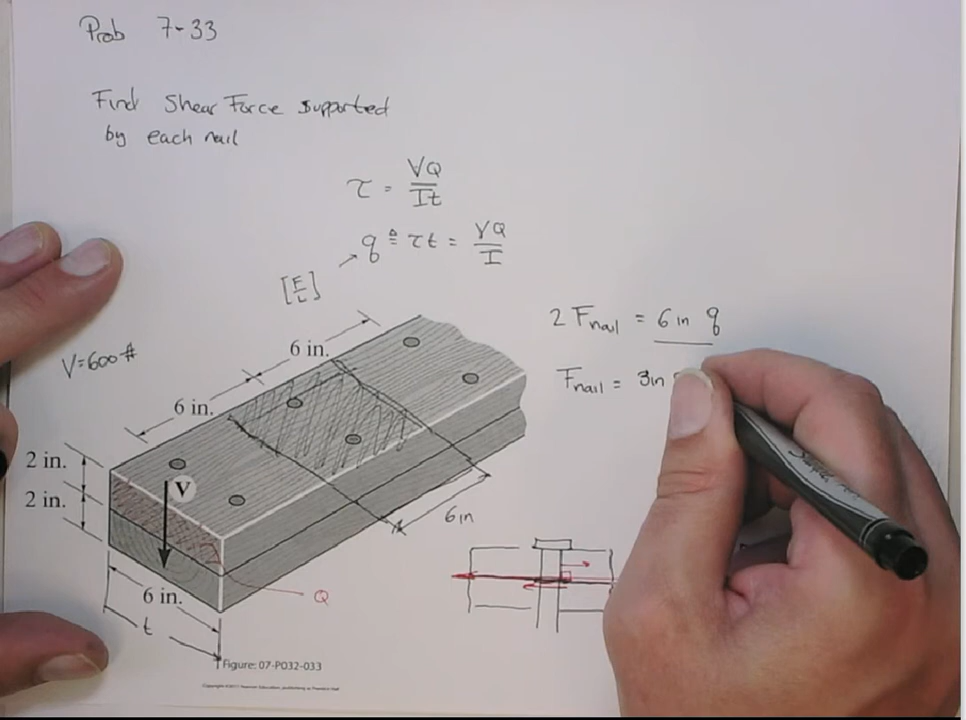 Prob 7-33
Find Shear Force supported
by each nail
τ = VQ/It
q ≜ τt = VQ/I
[F/L]
2 F_nail = 6 in q
F_nail = 3in
V=600#
6 in.
6 in.
2 in.
2 in.
V
6in
6 in.
Q
t
Figure: 07-P032-033